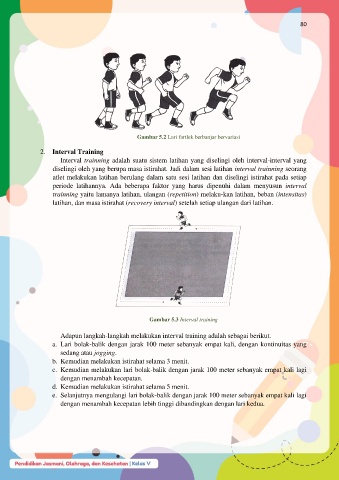 80
Gambar 5.2 Lari fartlek berbanjar bervariasi
2. Interval Training
Interval trainning adalah suatu sistem latihan yang diselingi oleh interval-interval yang
diselingi oleh yang berupa masa istirahat. Jadi dalam sesi latihan interval trainning seorang
atlet melakukan latihan berulang dalam satu sesi latihan dan diselingi istirahat pada setiap
periode latihannya. Ada beberapa faktor yang harus dipenuhi dalam menyusun interval
trainning yaitu lamanya latihan, ulangan (repetition) melaku-kan latihan, beban (intensitas)
latihan, dan masa istirahat (recovery interval) setelah setiap ulangan dari latihan.
Gambar 5.3 Interval training
Adapun langkah-langkah melakukan interval training adalah sebagai berikut.
a. Lari bolak-balik dengan jarak 100 meter sebanyak empat kali, dengan kontinuitas yang
sedang atau jogging.
b. Kemudian melakukan istirahat selama 3 menit.
c. Kemudian melakukan lari bolak-balik dengan jarak 100 meter sebanyak empat kali lagi
dengan menambah kecepatan.
d. Kemudian melakukan istirahat selama 5 menit.
e. Selanjutnya mengulangi lari bolak-balik dengan jarak 100 meter sebanyak empat kali lagi
dengan menambah kecepatan lebih tinggi dibandingkan dengan lari kedua.
Pendidikan Jasmani, Olahraga, dan Kesehatan | Kelas V